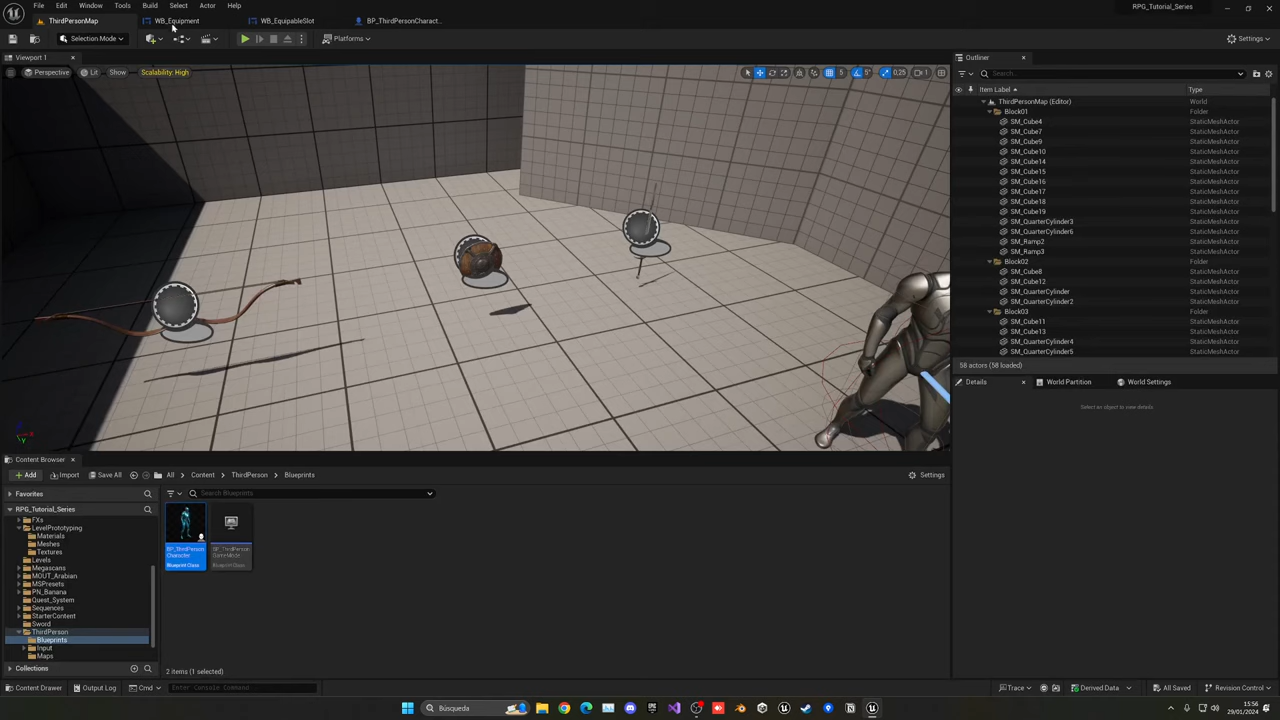 File Edit Window Tools Build Select Actor Help
RPG_Tutorial_Series
ThirdPersonMap WB_Equipment WB_EquipableSlot BP_ThirdPersonCharact...
Selection Mode Platforms Settings
Viewport 1
Perspective Lit Show Scalability: High 5 5° 0,25 1
Outliner
Search...
Item Label Type
ThirdPersonMap (Editor) World
Block01 Folder
SM_Cube4 StaticMeshActor
SM_Cube7 StaticMeshActor
SM_Cube9 StaticMeshActor
SM_Cube10 StaticMeshActor
SM_Cube14 StaticMeshActor
SM_Cube15 StaticMeshActor
SM_Cube16 StaticMeshActor
SM_Cube17 StaticMeshActor
SM_Cube18 StaticMeshActor
SM_Cube19 StaticMeshActor
SM_QuarterCylinder3 StaticMeshActor
SM_QuarterCylinder6 StaticMeshActor
SM_Ramp2 StaticMeshActor
SM_Ramp3 StaticMeshActor
Block02 Folder
SM_Cube8 StaticMeshActor
SM_Cube12 StaticMeshActor
SM_QuarterCylinder StaticMeshActor
SM_QuarterCylinder2 StaticMeshActor
Block03 Folder
SM_Cube11 StaticMeshActor
SM_Cube13 StaticMeshActor
SM_QuarterCylinder4 StaticMeshActor
SM_QuarterCylinder5 StaticMeshActor
58 actors (58 loaded)
Details World Partition World Settings
Select an object to view details
Content Browser
Add Import Save All All Content ThirdPerson Blueprints Settings
Favorites
Search Blueprints
RPG_Tutorial_Series
FXs
LevelPrototyping
Materials
Meshes
Textures
Levels
Megascans
MOUT_Arabian
MSPresets
PN_Banana
Quest_System
Sequences
StarterContent
Sword
ThirdPerson
Blueprints
Input
Maps
Collections
BP_ThirdPerson
Character
Blueprint Class
BP_ThirdPerson
GameMode
Blueprint Class
2 items (1 selected)
Content Drawer Output Log Cmd Enter Console Command Trace Derived Data All Saved Revision Control
Búsqueda
15:56
29/01/2024